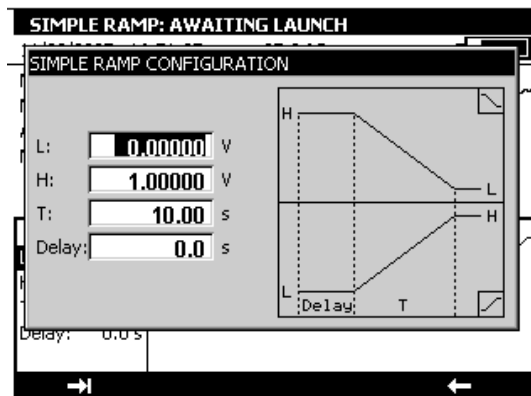 SIMPLE RAMP: AWAITING LAUNCH
SIMPLE RAMP CONFIGURATION
L: 0.00000 V
H: 1.00000 V
T: 10.00 s
Delay: 0.0 s
H
L
H
L
Delay
T
Delay: 0.0 s